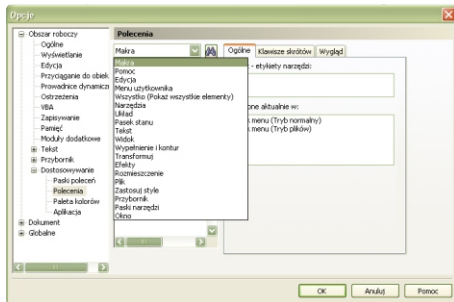 Opcje
Obszar roboczy
Ogólne
Wyświetlanie
Edycja
Przyciąganie do obiek
Prowadnice dynamiczn
Ostrzeżenia
VBA
Zapisywanie
Pamięć
Moduły dodatkowe
Tekst
Przybornik
Dostosowywanie
Paski poleceń
Polecenia
Paleta kolorów
Aplikacja
Dokument
Globalne
Polecenia
Makra
Makra
Pomoc
Edycja
Menu użytkownika
Wszystko (Pokaż wszystkie elementy)
Narzędzia
Układ
Pasek stanu
Tekst
Widok
Wypełnienie i kontur
Transformuj
Efekty
Rozmieszczenie
Plik
Zastosuj style
Przybornik
Paski narzędzi
Okno
Ogólne Klawisze skrótów Wygląd
- etykiety narzędzi:
one aktualnie w:
menu (Tryb normalny)
menu (Tryb plików)
OK Anuluj Pomoc